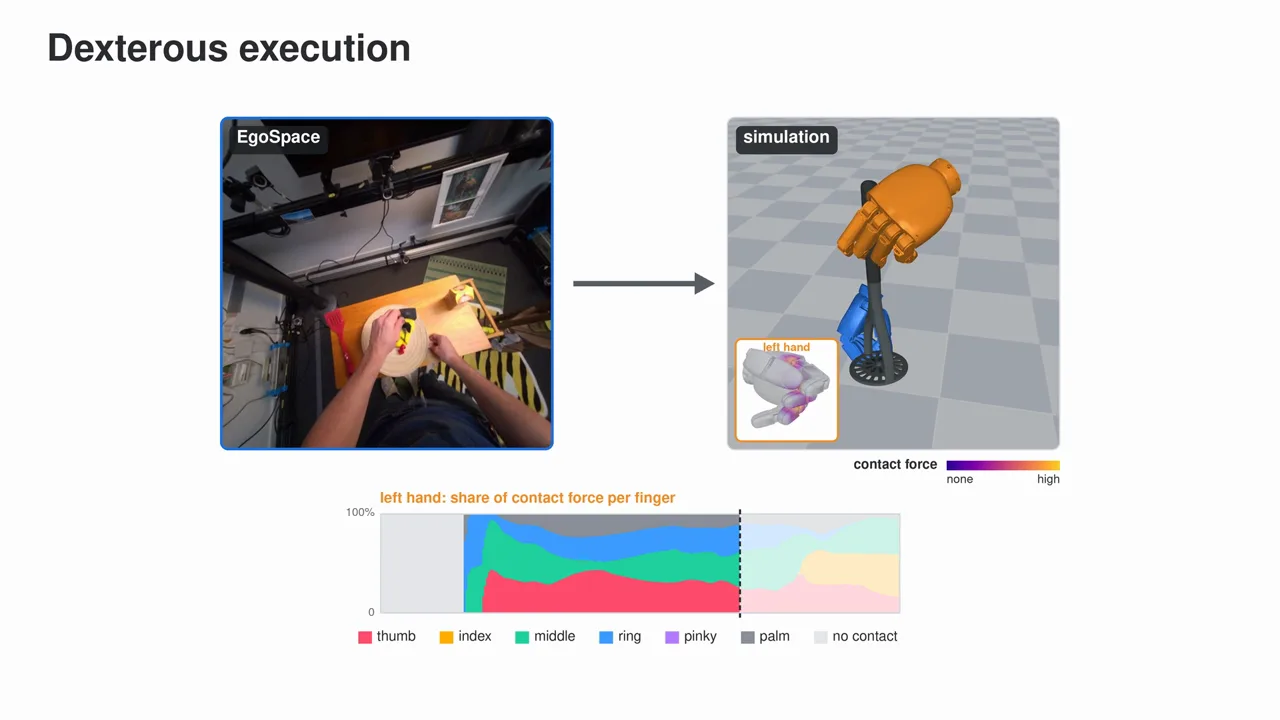 Dexterous execution
EgoSpace
simulation
left hand
contact force
none high
left hand: share of contact force per finger
100%
0
thumb index middle ring pinky palm no contact